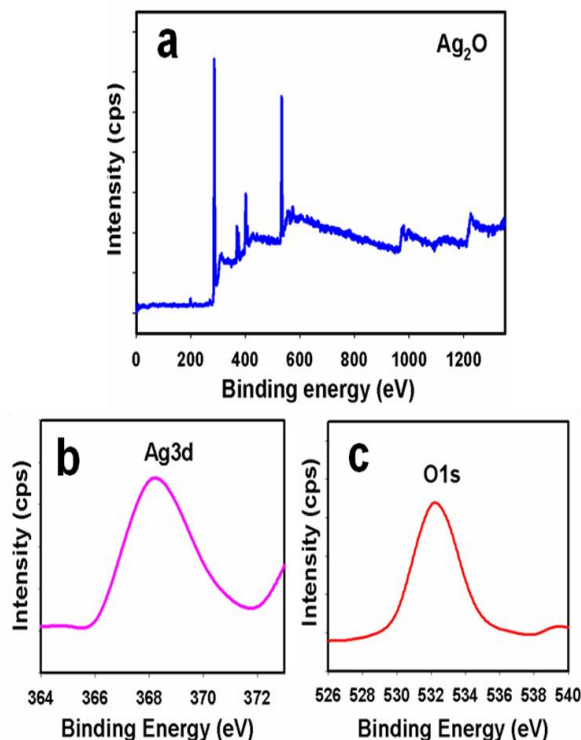 a
Ag₂O
Intensity (cps)
0 200 400 600 800 1000 1200
Binding energy (eV)
b
Ag3d
Intensity (cps)
364 366 368 370 372
Binding Energy (eV)
c
O1s
Intensity (cps)
526 528 530 532 534 536 538 540
Binding Energy (eV)